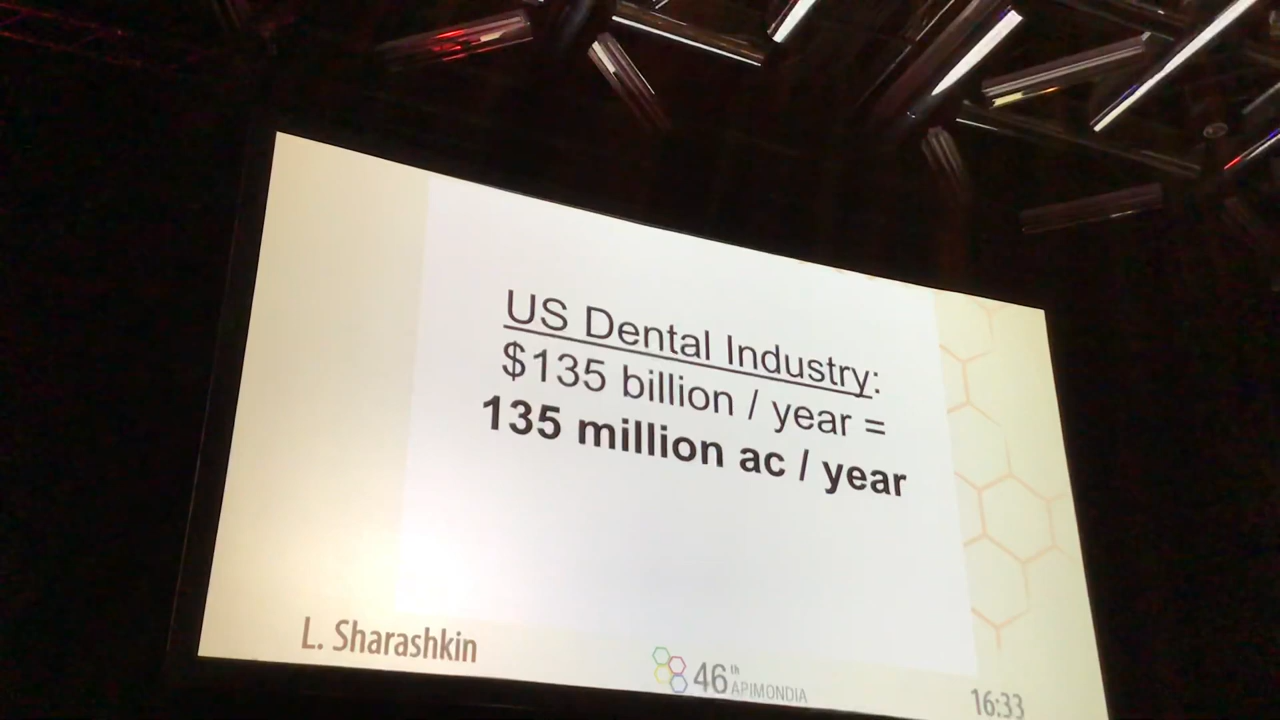 US Dental Industry:
$135 billion / year =
135 million ac / year
L. Sharashkin
46th APIMONDIA
16:33